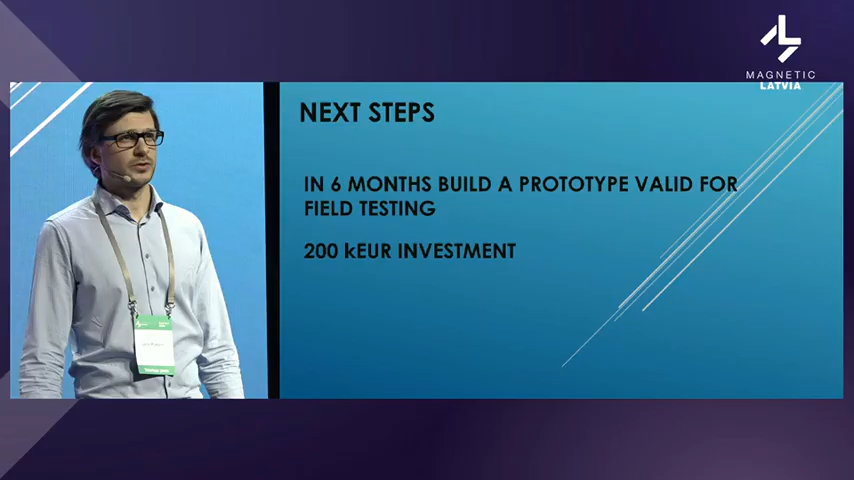 MAGNETIC
LATVIA
NEXT STEPS
IN 6 MONTHS BUILD A PROTOTYPE VALID FOR
FIELD TESTING
200 kEUR INVESTMENT